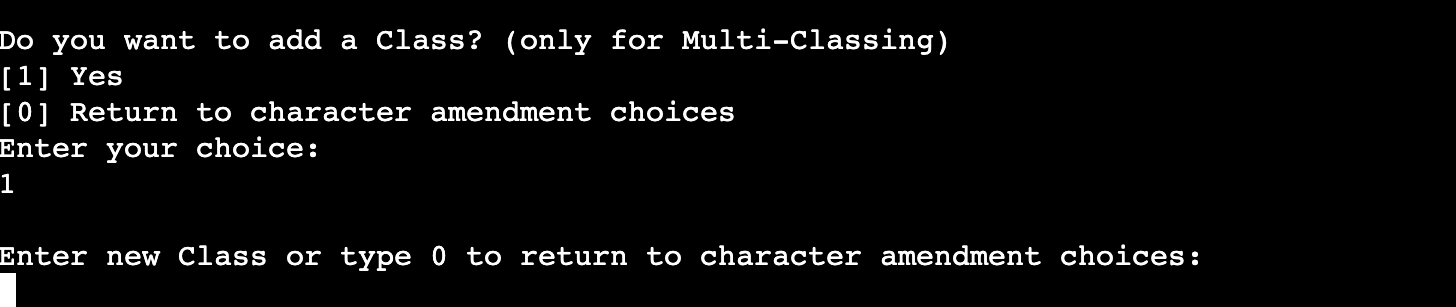 Do you want to add a Class? (only for Multi-Classing)
[1] Yes
[0] Return to character amendment choices
Enter your choice:
1
Enter new Class or type 0 to return to character amendment choices: